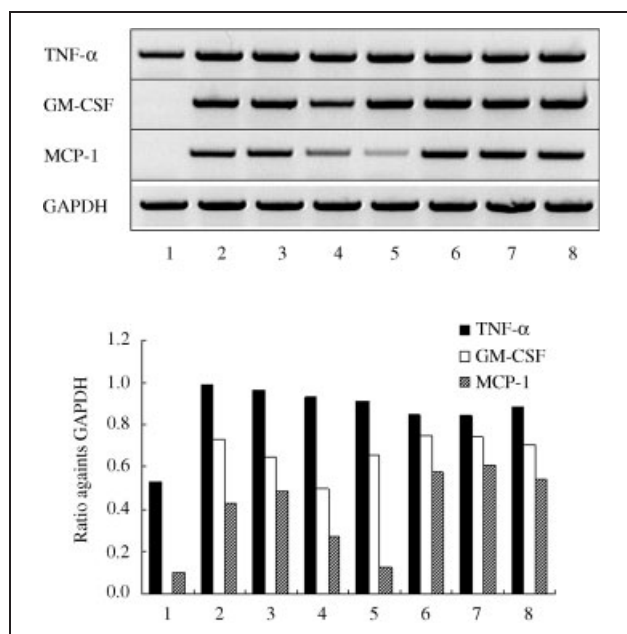 TNF-α
GM-CSF
MCP-1
GAPDH
1 2 3 4 5 6 7 8
TNF-α
GM-CSF
MCP-1
Ratio againts GAPDH
1.2
1.0
0.8
0.6
0.4
0.2
0.0
1 2 3 4 5 6 7 8